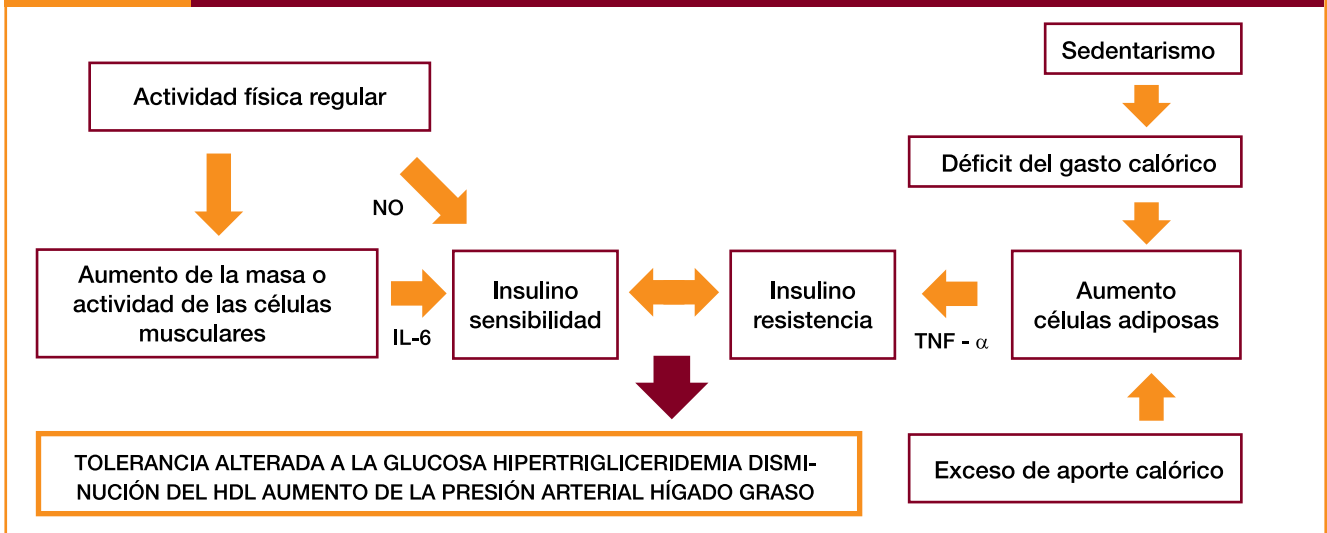 Actividad física regular
NO
Aumento de la masa o
actividad de las células
musculares
IL-6
Insulino
sensibilidad
Insulino
resistencia
TNF - α
Sedentarismo
Déficit del gasto calórico
Aumento
células adiposas
Exceso de aporte calórico
TOLERANCIA ALTERADA A LA GLUCOSA HIPERTRIGLICERIDEMIA DISMI-
NUCIÓN DEL HDL AUMENTO DE LA PRESIÓN ARTERIAL HÍGADO GRASO